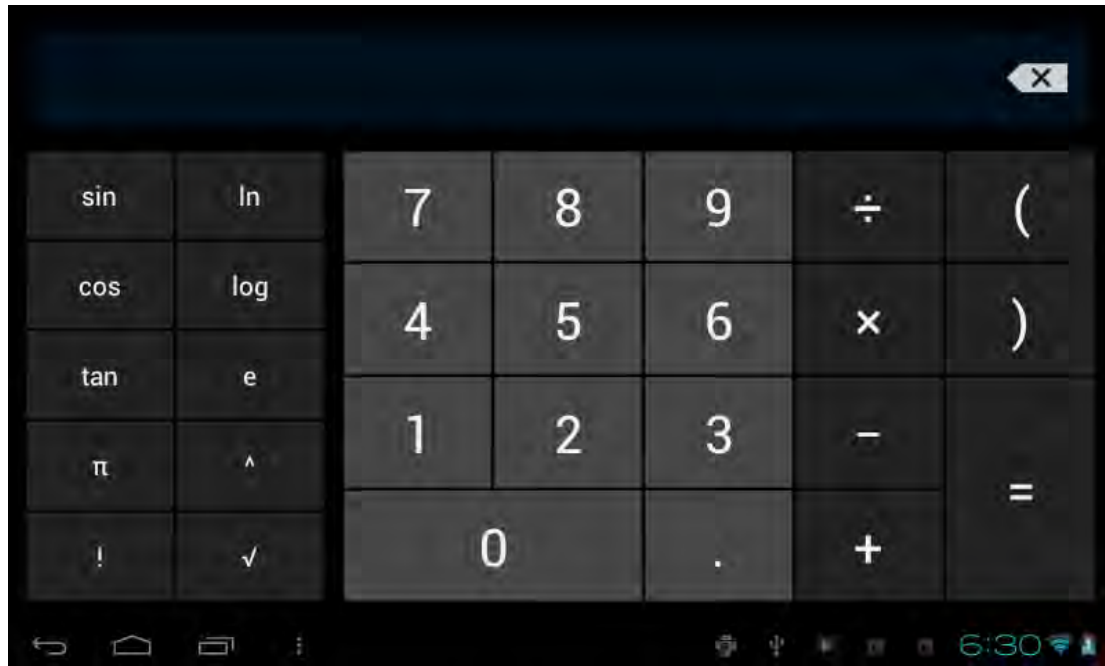 sin ln 7 8 9 ÷ (
cos log 4 5 6 × )
tan e 1 2 3 −
π ^ =
! √ 0 . +
6:30